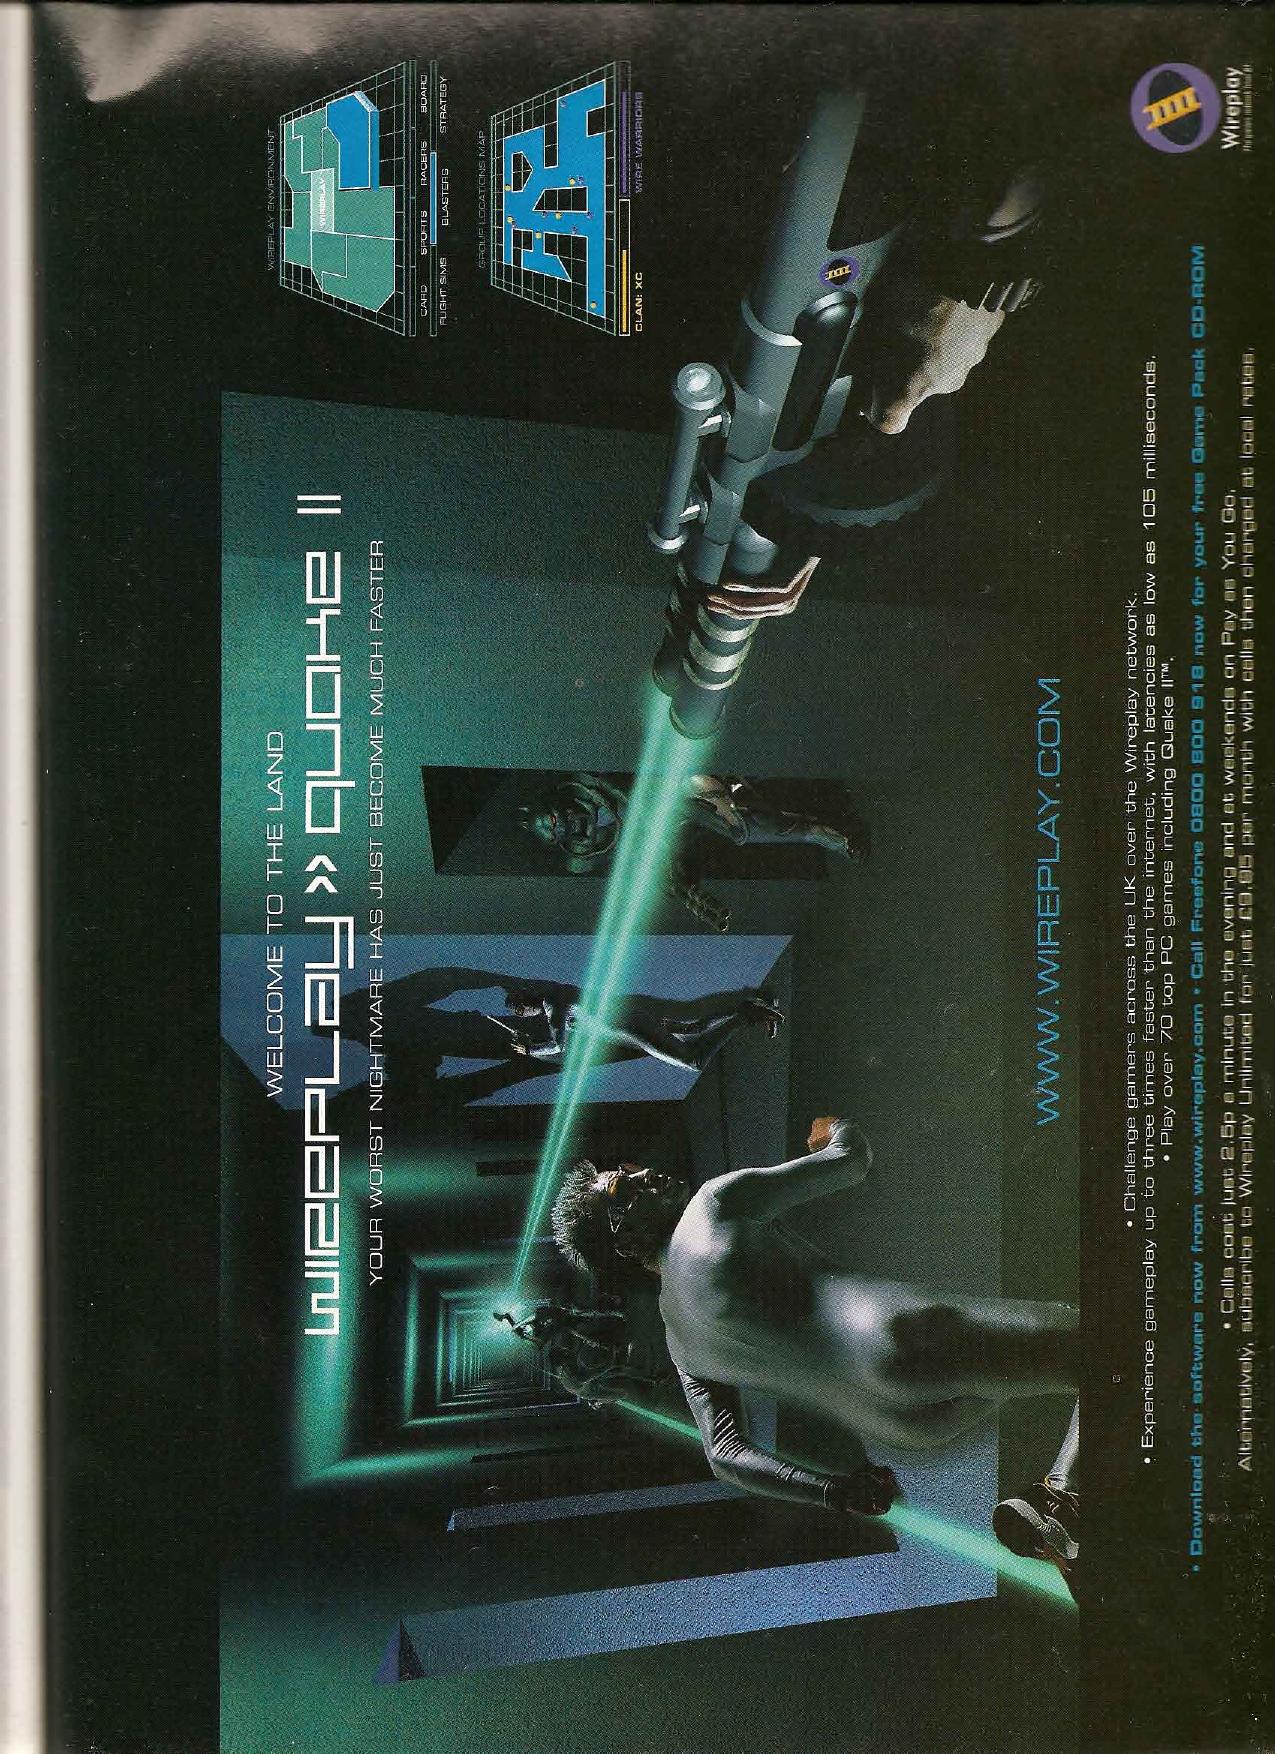 WELCOME TO THE LAND
WIREPLAY >> QUAKE II
YOUR WORST NIGHTMARE HAS JUST BECOME MUCH FASTER
WIREPLAY ENVIRONMENT
WIREPLAY
CARD SPORTS RACERS BOARD
FLIGHT SIMS BLASTERS STRATEGY
GROUP LOCATIONS MAP
CLAN: XC WIRE WARRIORS
WWW.WIREPLAY.COM
• Challenge gamers across the UK over the Wireplay network.
• Experience gameplay up to three times faster than the internet, with latencies as low as 105 milliseconds.
• Play over 70 top PC games including Quake II™.
• Download the software now from www.wireplay.com • Call Freefone 0800 800 918 now for your free Game Pack CD-ROM
• Calls cost just 2.5p a minute in the evening and at weekends on Pay as You Go.
Alternatively, subscribe to Wireplay Unlimited for just £9.95 per month with calls then charged at local rates.
Wireplay